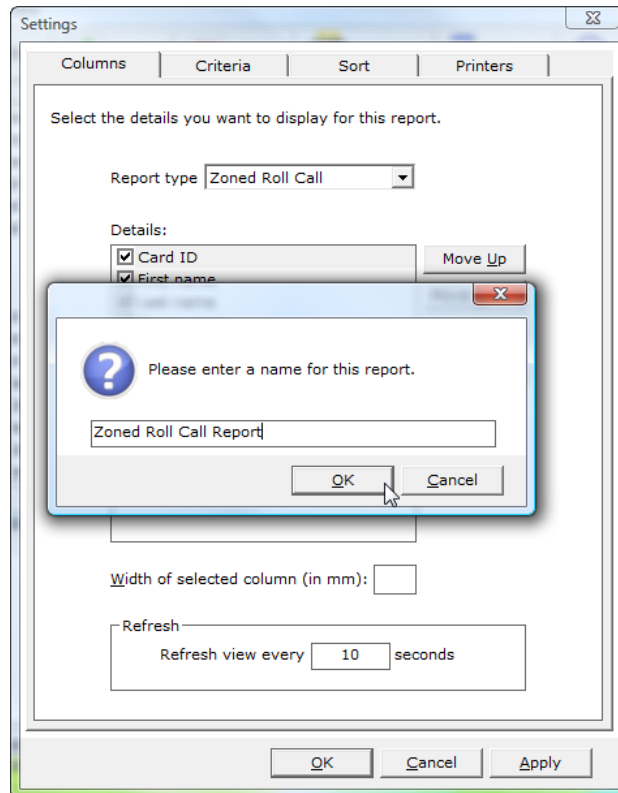 Settings
Columns Criteria Sort Printers
Select the details you want to display for this report.
Report type Zoned Roll Call
Details:
Card ID Move Up
First name
Last name
Please enter a name for this report.
Zoned Roll Call Report
OK Cancel
Width of selected column (in mm):
Refresh
Refresh view every 10 seconds
OK Cancel Apply